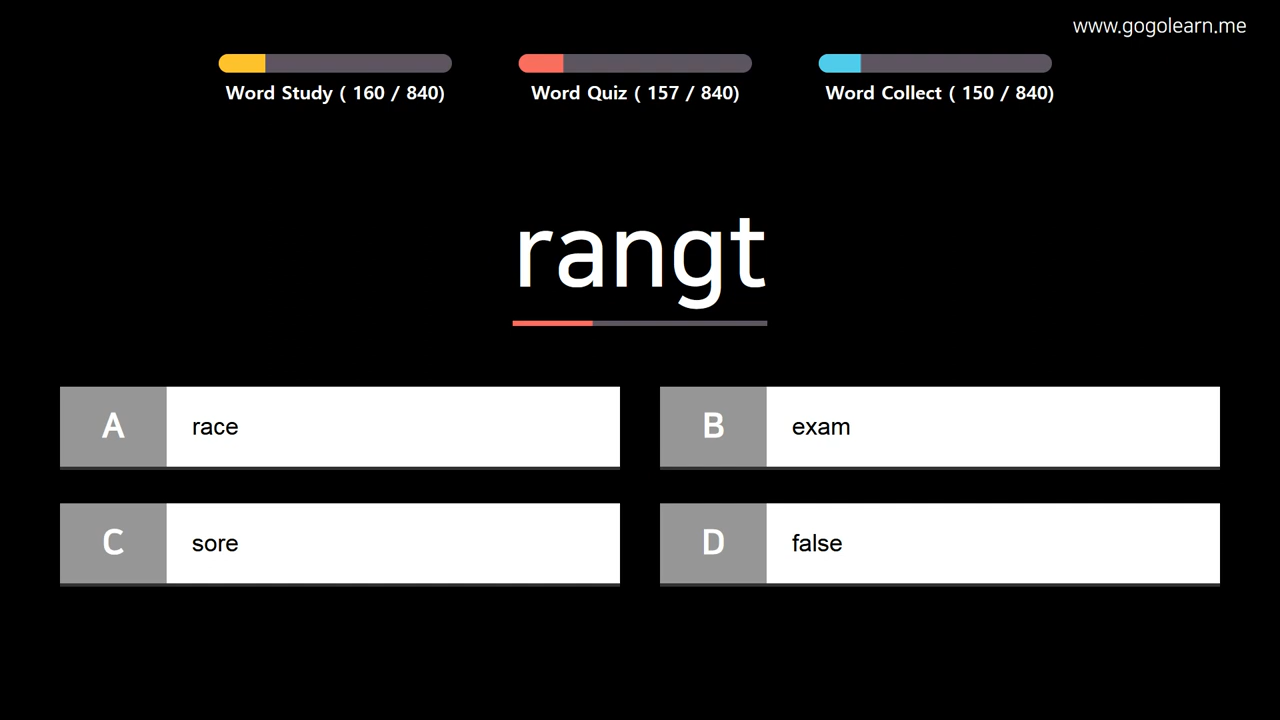 www.gogolearn.me
Word Study ( 160 / 840)
Word Quiz ( 157 / 840)
Word Collect ( 150 / 840)
rangt
A race
B exam
C sore
D false